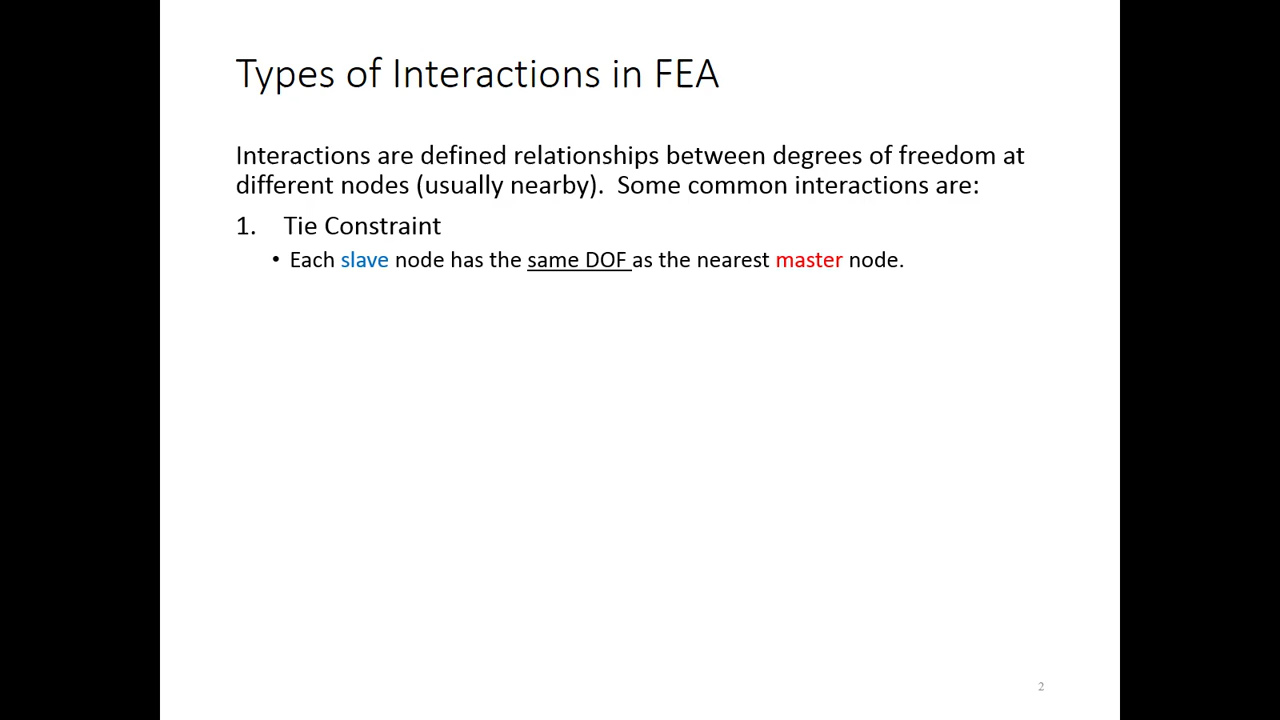 Types of Interactions in FEA
Interactions are defined relationships between degrees of freedom at
different nodes (usually nearby).  Some common interactions are:
1. Tie Constraint
• Each slave node has the same DOF as the nearest master node.
2